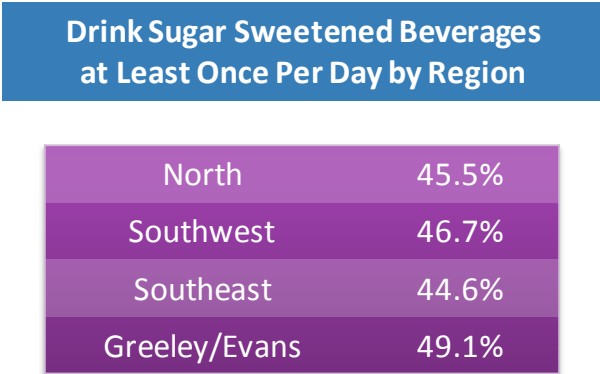 Drink Sugar Sweetened Beverages
at Least Once Per Day by Region
North 45.5%
Southwest 46.7%
Southeast 44.6%
Greeley/Evans 49.1%